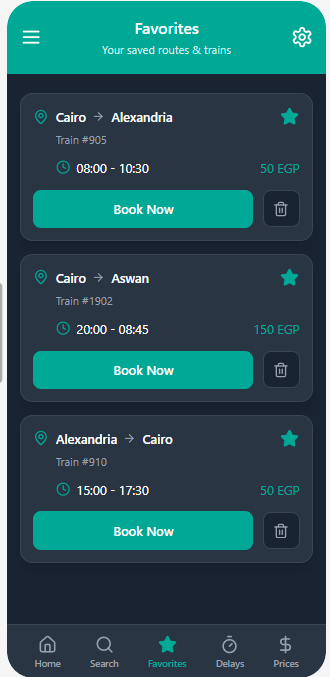 Favorites
Your saved routes & trains
Cairo → Alexandria
Train #905
08:00 - 10:30 50 EGP
Book Now
Cairo → Aswan
Train #1902
20:00 - 08:45 150 EGP
Book Now
Alexandria → Cairo
Train #910
15:00 - 17:30 50 EGP
Book Now
Home Search Favorites Delays Prices